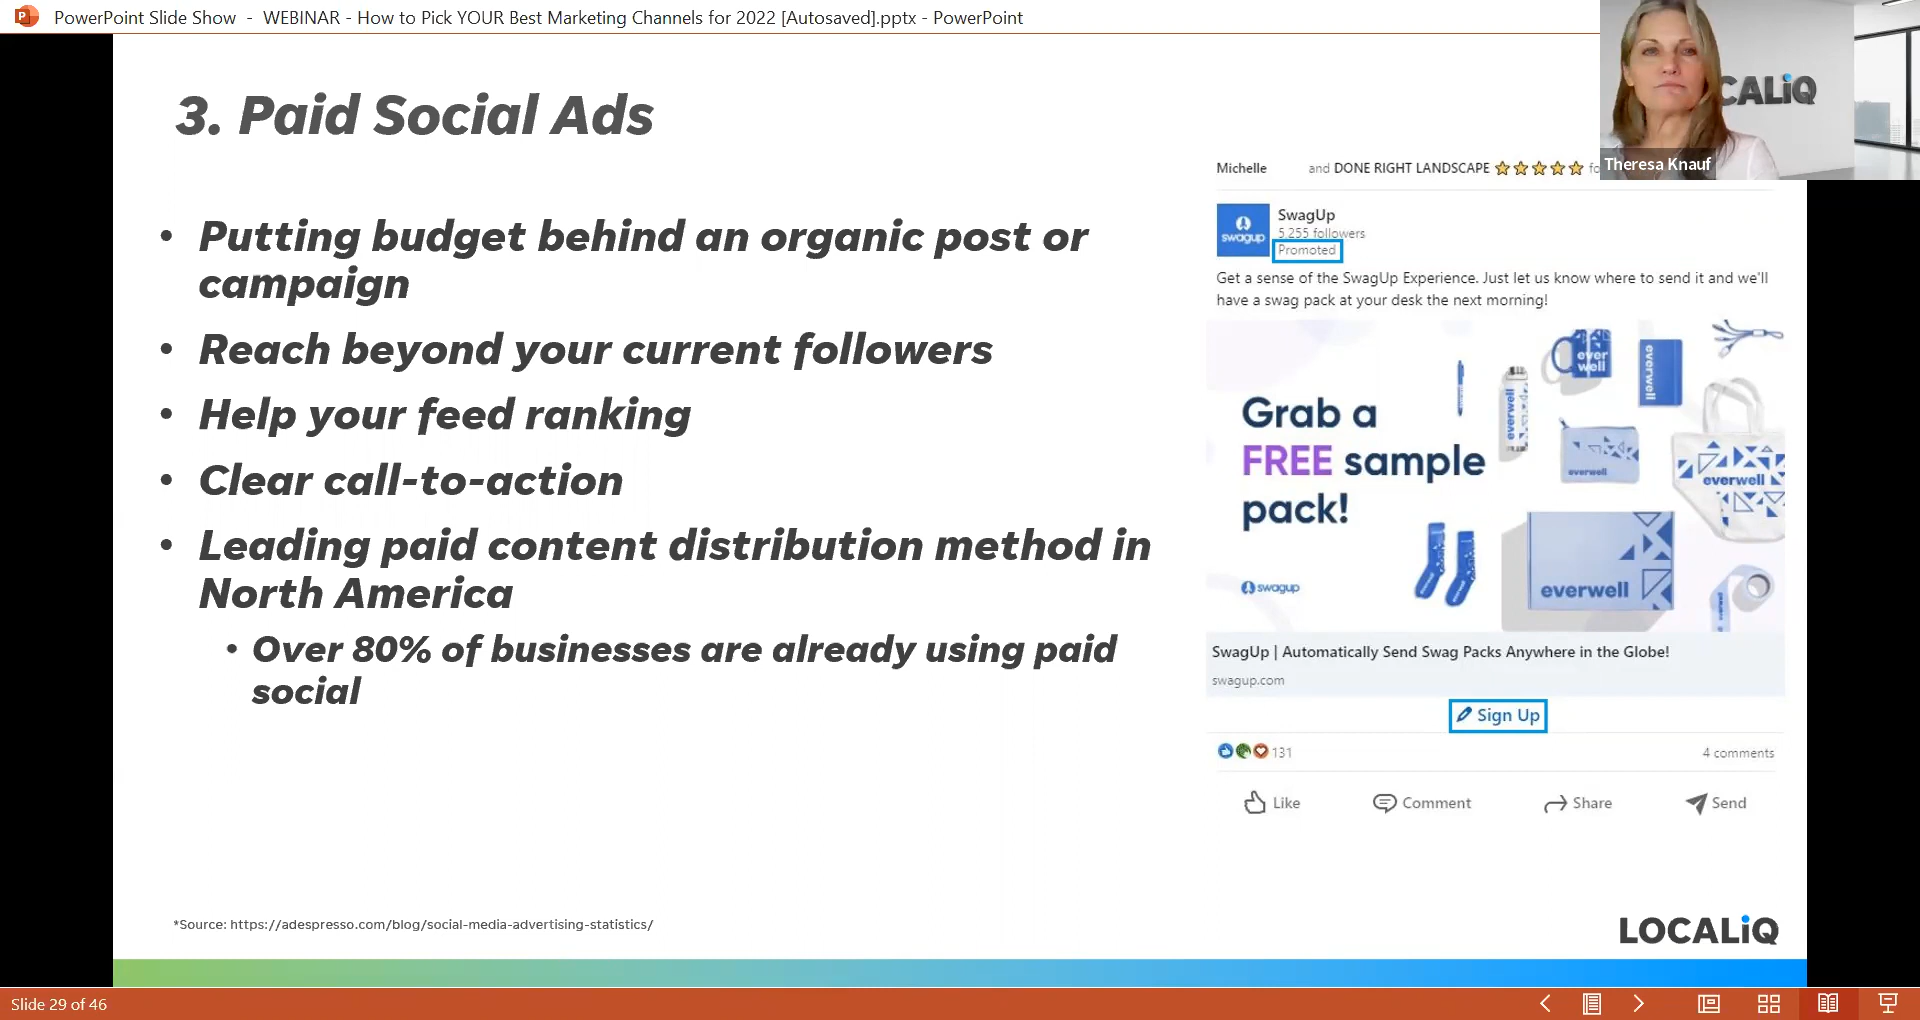 PowerPoint Slide Show - WEBINAR - How to Pick YOUR Best Marketing Channels for 2022 [Autosaved].pptx - PowerPoint
CALiQ
Theresa Knauf
3. Paid Social Ads
• Putting budget behind an organic post or
campaign
• Reach beyond your current followers
• Help your feed ranking
• Clear call-to-action
• Leading paid content distribution method in
North America
• Over 80% of businesses are already using paid
social
*Source: https://adespresso.com/blog/social-media-advertising-statistics/
Michelle and DONE RIGHT LANDSCAPE
swagup
SwagUp
5,255 followers
Promoted
Get a sense of the SwagUp Experience. Just let us know where to send it and we'll
have a swag pack at your desk the next morning!
Grab a
FREE sample
pack!
swagup
ever
well
everwell
everwell
everwell
everwell
everwell
SwagUp | Automatically Send Swag Packs Anywhere in the Globe!
swagup.com
Sign Up
131
4 comments
Like
Comment
Share
Send
LOCALiQ
Slide 29 of 46